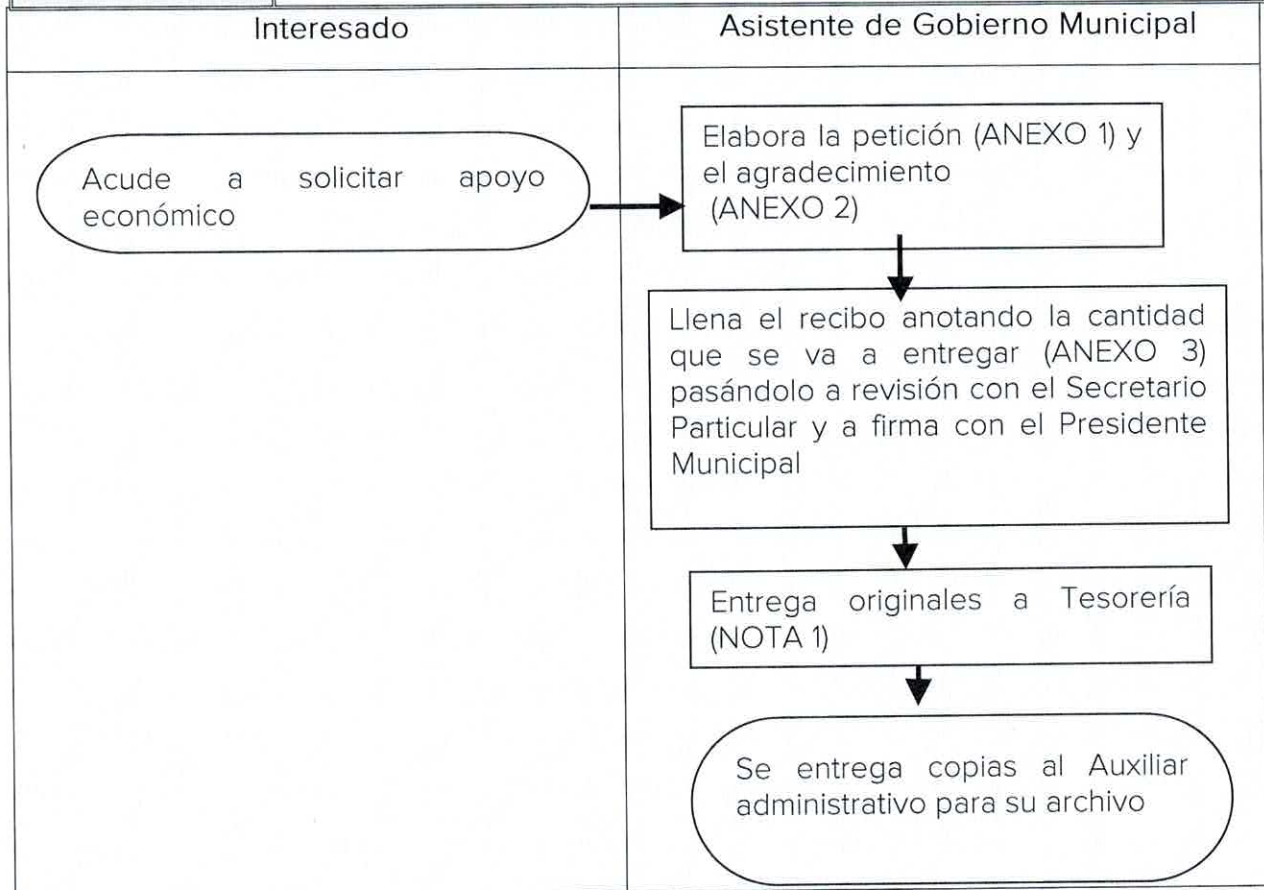 Interesado
Asistente de Gobierno Municipal
Acude a solicitar apoyo
económico
Elabora la petición (ANEXO 1) y
el agradecimiento
(ANEXO 2)
Llena el recibo anotando la cantidad
que se va a entregar (ANEXO 3)
pasándolo a revisión con el Secretario
Particular y a firma con el Presidente
Municipal
Entrega originales a Tesorería
(NOTA 1)
Se entrega copias al Auxiliar
administrativo para su archivo